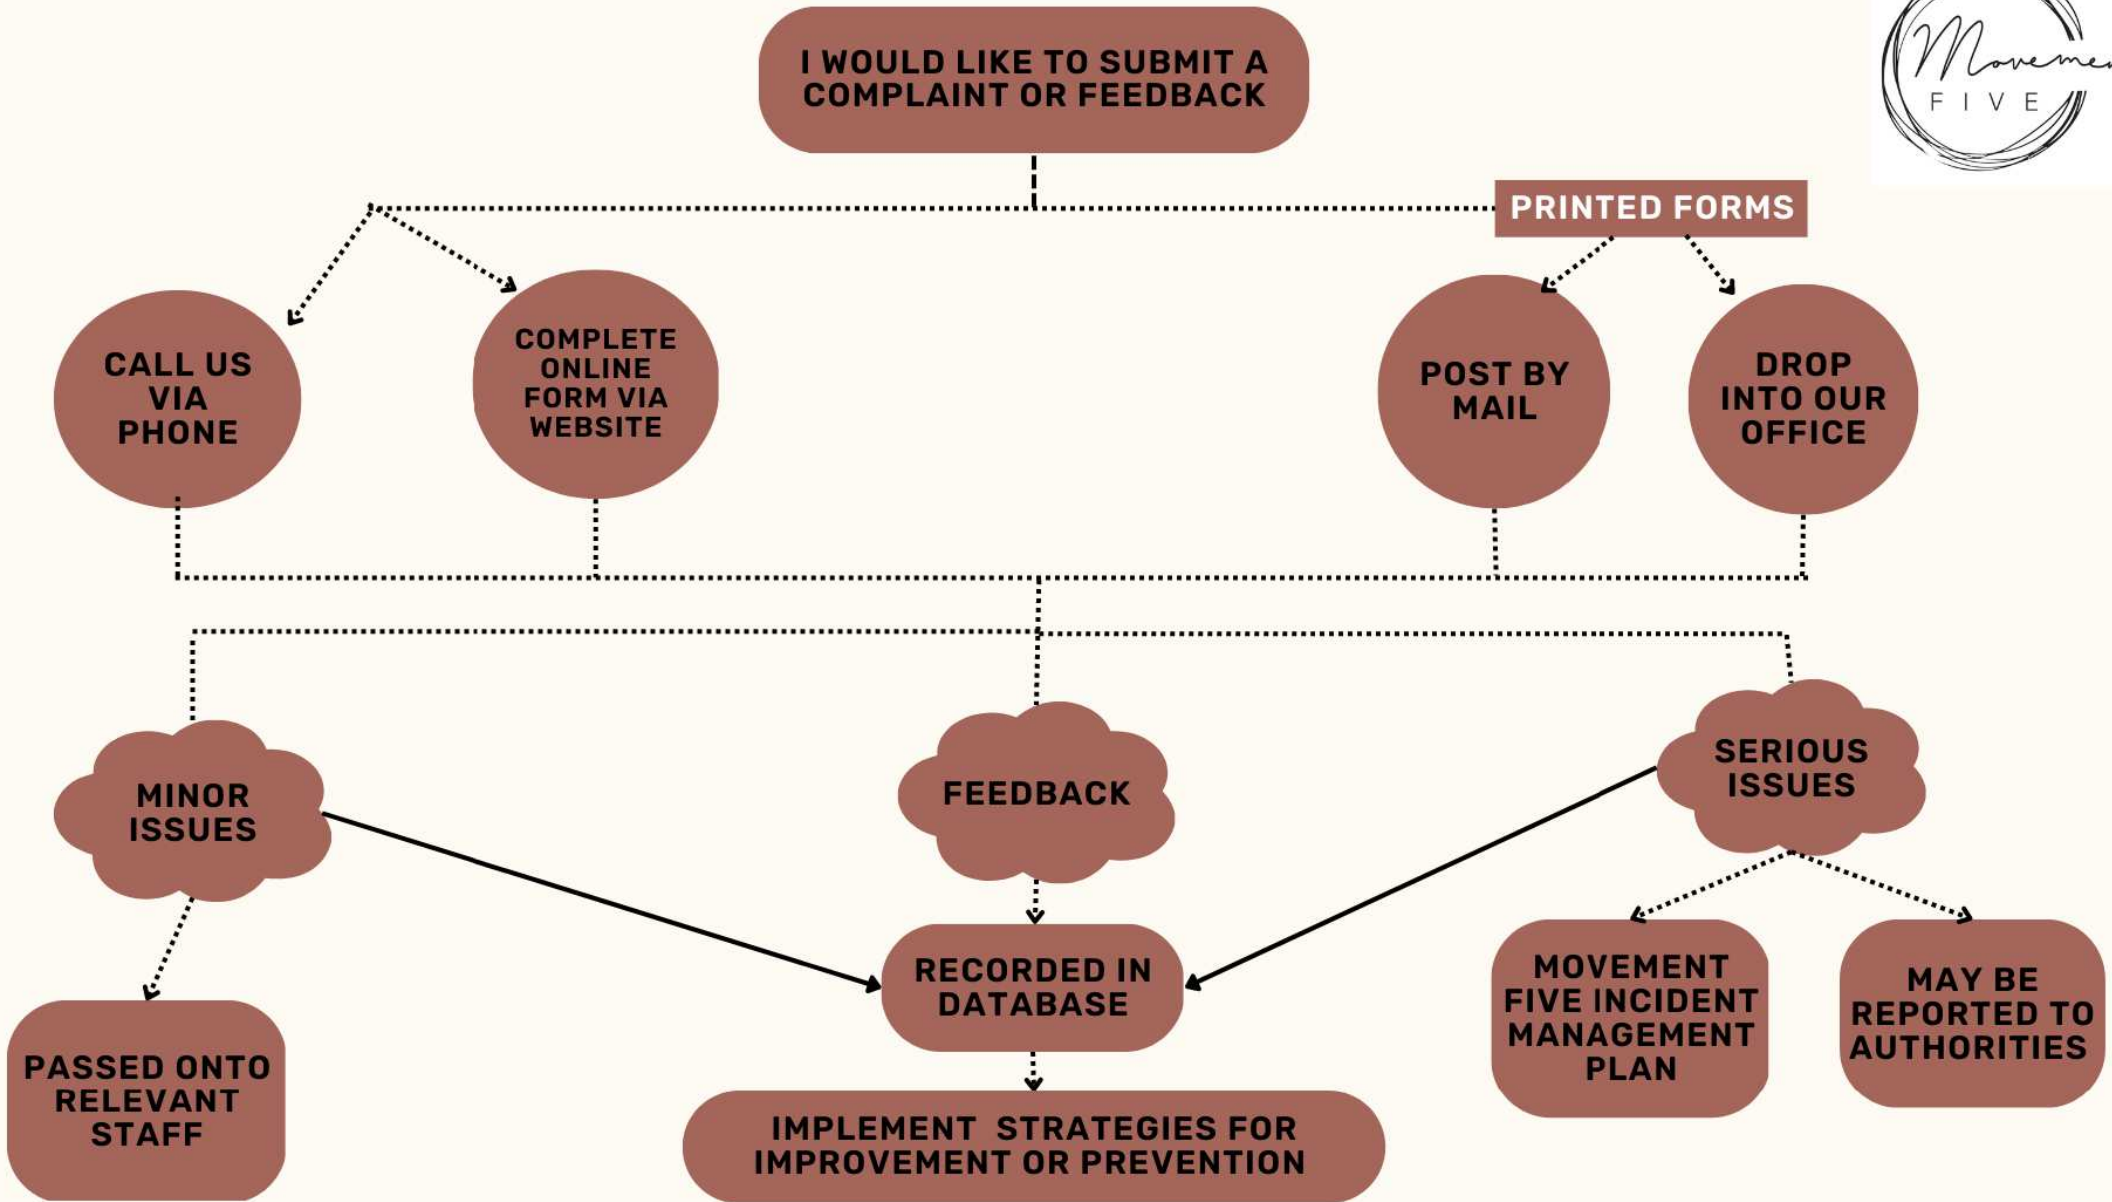 I WOULD LIKE TO SUBMIT A
COMPLAINT OR FEEDBACK
FIVE
PRINTED FORMS
CALL US
VIA
PHONE
COMPLETE
ONLINE
FORM VIA
WEBSITE
POST BY
MAIL
DROP
INTO OUR
OFFICE
MINOR
ISSUES
FEEDBACK
SERIOUS
ISSUES
PASSED ONTO
RELEVANT
STAFF
RECORDED IN
DATABASE
MOVEMENT
FIVE INCIDENT
MANAGEMENT
PLAN
MAY BE
REPORTED TO
AUTHORITIES
IMPLEMENT  STRATEGIES FOR
IMPROVEMENT OR PREVENTION